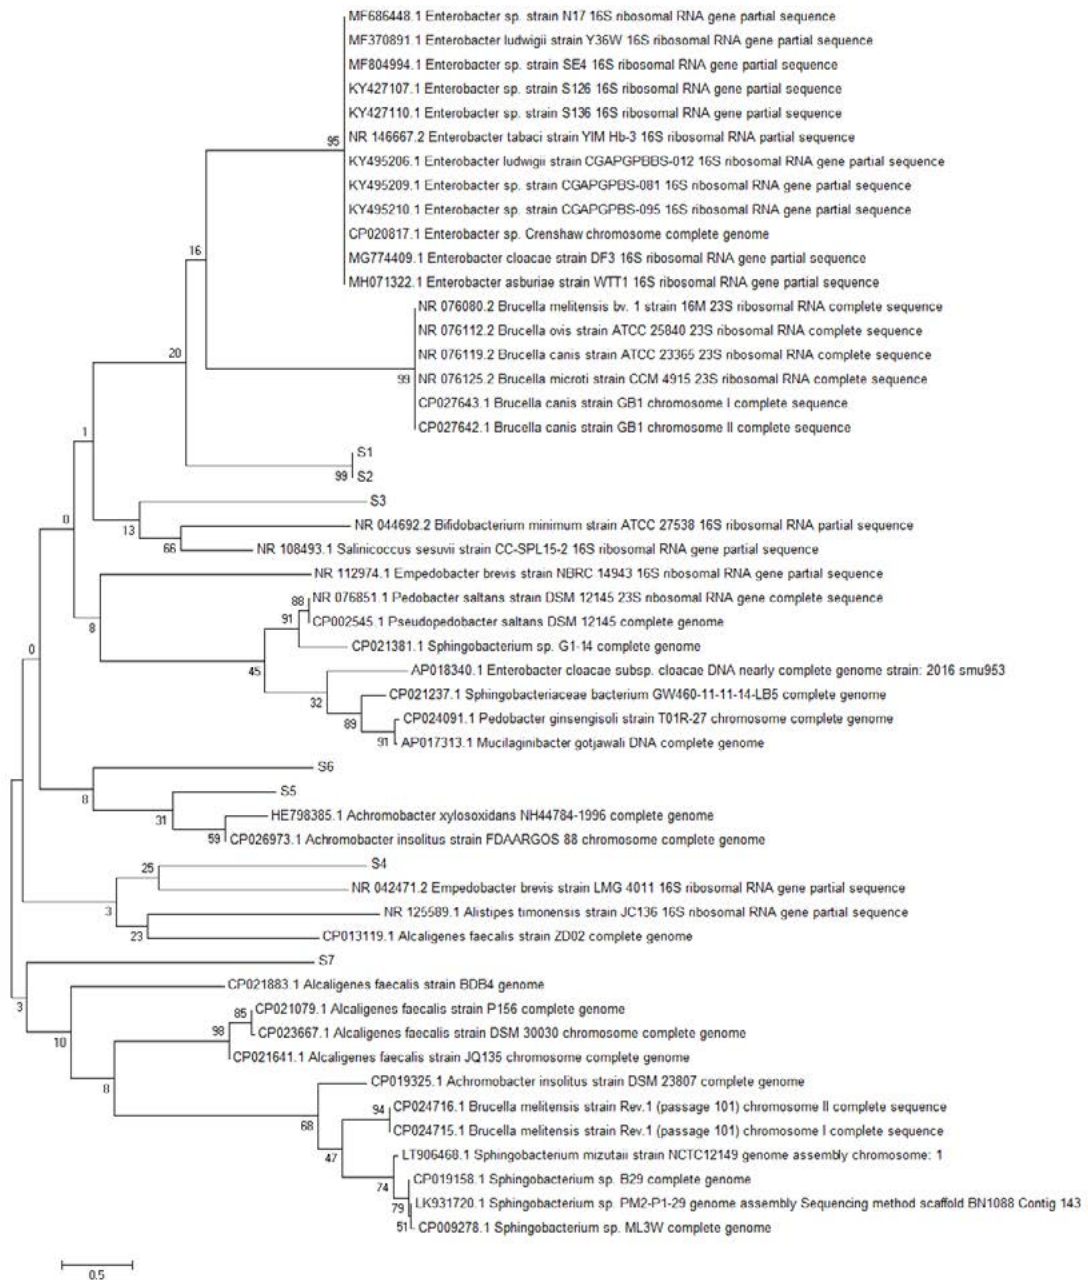 MF686448.1 Enterobacter sp. strain N17 16S ribosomal RNA gene partial sequence
MF370891.1 Enterobacter ludwigii strain Y36W 16S ribosomal RNA gene partial sequence
MF804994.1 Enterobacter sp. strain SE4 16S ribosomal RNA gene partial sequence
KY427107.1 Enterobacter sp. strain S126 16S ribosomal RNA gene partial sequence
KY427110.1 Enterobacter sp. strain S136 16S ribosomal RNA gene partial sequence
95
NR 146667.2 Enterobacter tabaci strain YIM Hb-3 16S ribosomal RNA partial sequence
KY495206.1 Enterobacter ludwigii strain CGAPGPBBS-012 16S ribosomal RNA gene partial sequence
KY495209.1 Enterobacter sp. strain CGAPGPBS-081 16S ribosomal RNA gene partial sequence
KY495210.1 Enterobacter sp. strain CGAPGPBS-095 16S ribosomal RNA gene partial sequence
CP020817.1 Enterobacter sp. Crenshaw chromosome complete genome
16
MG774409.1 Enterobacter cloacae strain DF3 16S ribosomal RNA gene partial sequence
MH071322.1 Enterobacter asburiae strain WTT1 16S ribosomal RNA gene partial sequence
NR 076080.2 Brucella melitensis bv. 1 strain 16M 23S ribosomal RNA complete sequence
NR 076112.2 Brucella ovis strain ATCC 25840 23S ribosomal RNA complete sequence
20
NR 076119.2 Brucella canis strain ATCC 23365 23S ribosomal RNA complete sequence
99
NR 076125.2 Brucella microti strain CCM 4915 23S ribosomal RNA complete sequence
CP027643.1 Brucella canis strain GB1 chromosome I complete sequence
CP027642.1 Brucella canis strain GB1 chromosome II complete sequence
1
S1
99
S2
S3
0
13
NR 044692.2 Bifidobacterium minimum strain ATCC 27538 16S ribosomal RNA partial sequence
66
NR 108493.1 Salinicoccus sesuvii strain CC-SPL15-2 16S ribosomal RNA gene partial sequence
NR 112974.1 Empedobacter brevis strain NBRC 14943 16S ribosomal RNA gene partial sequence
88
NR 076851.1 Pedobacter saltans strain DSM 12145 23S ribosomal RNA gene complete sequence
8
91
CP002545.1 Pseudopedobacter saltans DSM 12145 complete genome
0
CP021381.1 Sphingobacterium sp. G1-14 complete genome
45
AP018340.1 Enterobacter cloacae subsp. cloacae DNA nearly complete genome strain: 2016 smu953
32
CP021237.1 Sphingobacteriaceae bacterium GW460-11-11-14-LB5 complete genome
89
CP024091.1 Pedobacter ginsengisoli strain T01R-27 chromosome complete genome
91
AP017313.1 Mucilaginibacter gotjawali DNA complete genome
S6
8
S5
31
HE798385.1 Achromobacter xylosoxidans NH44784-1996 complete genome
59
CP026973.1 Achromobacter insolitus strain FDAARGOS 88 chromosome complete genome
25
S4
NR 042471.2 Empedobacter brevis strain LMG 4011 16S ribosomal RNA gene partial sequence
3
NR 125589.1 Alistipes timonensis strain JC136 16S ribosomal RNA gene partial sequence
23
CP013119.1 Alcaligenes faecalis strain ZD02 complete genome
S7
CP021883.1 Alcaligenes faecalis strain BDB4 genome
3
85
CP021079.1 Alcaligenes faecalis strain P156 complete genome
98
CP023667.1 Alcaligenes faecalis strain DSM 30030 chromosome complete genome
10
CP021641.1 Alcaligenes faecalis strain JQ135 chromosome complete genome
8
CP019325.1 Achromobacter insolitus strain DSM 23807 complete genome
94
CP024716.1 Brucella melitensis strain Rev.1 (passage 101) chromosome II complete sequence
68
CP024715.1 Brucella melitensis strain Rev.1 (passage 101) chromosome I complete sequence
47
LT906468.1 Sphingobacterium mizutaii strain NCTC12149 genome assembly chromosome: 1
74
CP019158.1 Sphingobacterium sp. B29 complete genome
79
LK931720.1 Sphingobacterium sp. PM2-P1-29 genome assembly Sequencing method scaffold BN1088 Contig 143
51
CP009278.1 Sphingobacterium sp. ML3W complete genome
0.5